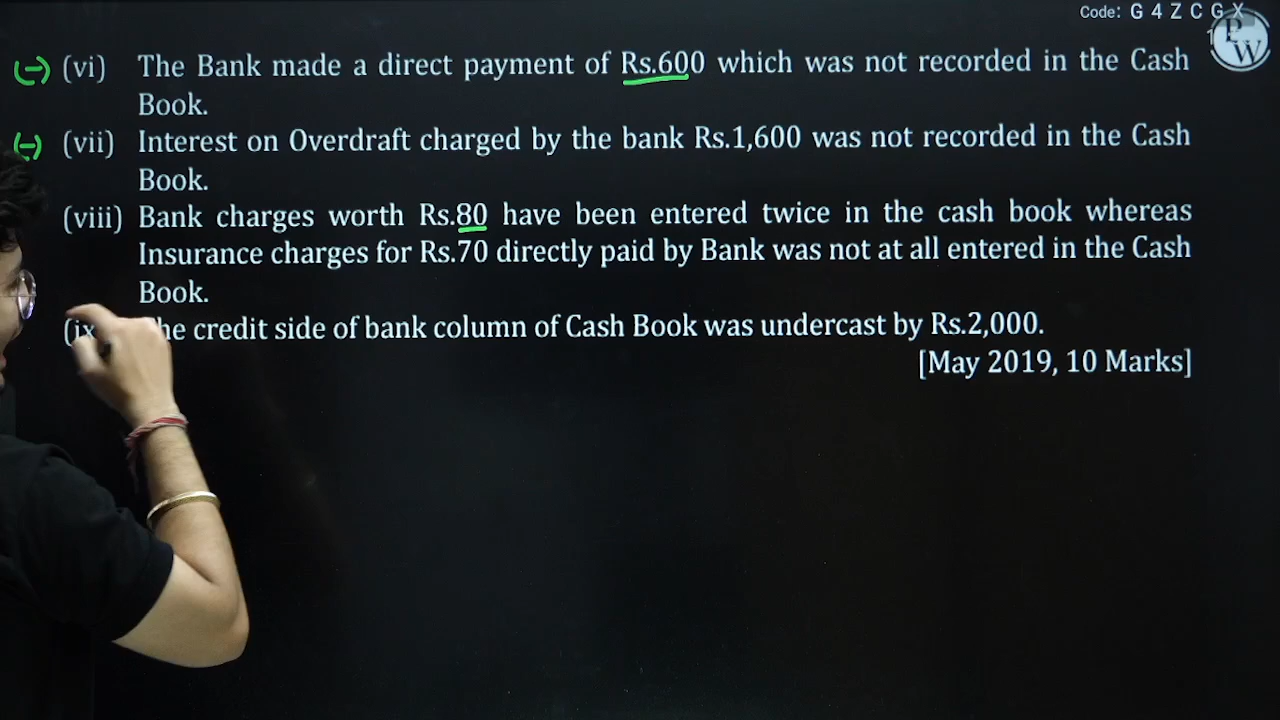 Code: G 4 Z C G X
PW
(-) (vi) The Bank made a direct payment of Rs.600 which was not recorded in the Cash
Book.
(-) (vii) Interest on Overdraft charged by the bank Rs.1,600 was not recorded in the Cash
Book.
(viii) Bank charges worth Rs.80 have been entered twice in the cash book whereas
Insurance charges for Rs.70 directly paid by Bank was not at all entered in the Cash
Book.
(ix he credit side of bank column of Cash Book was undercast by Rs.2,000.
[May 2019, 10 Marks]